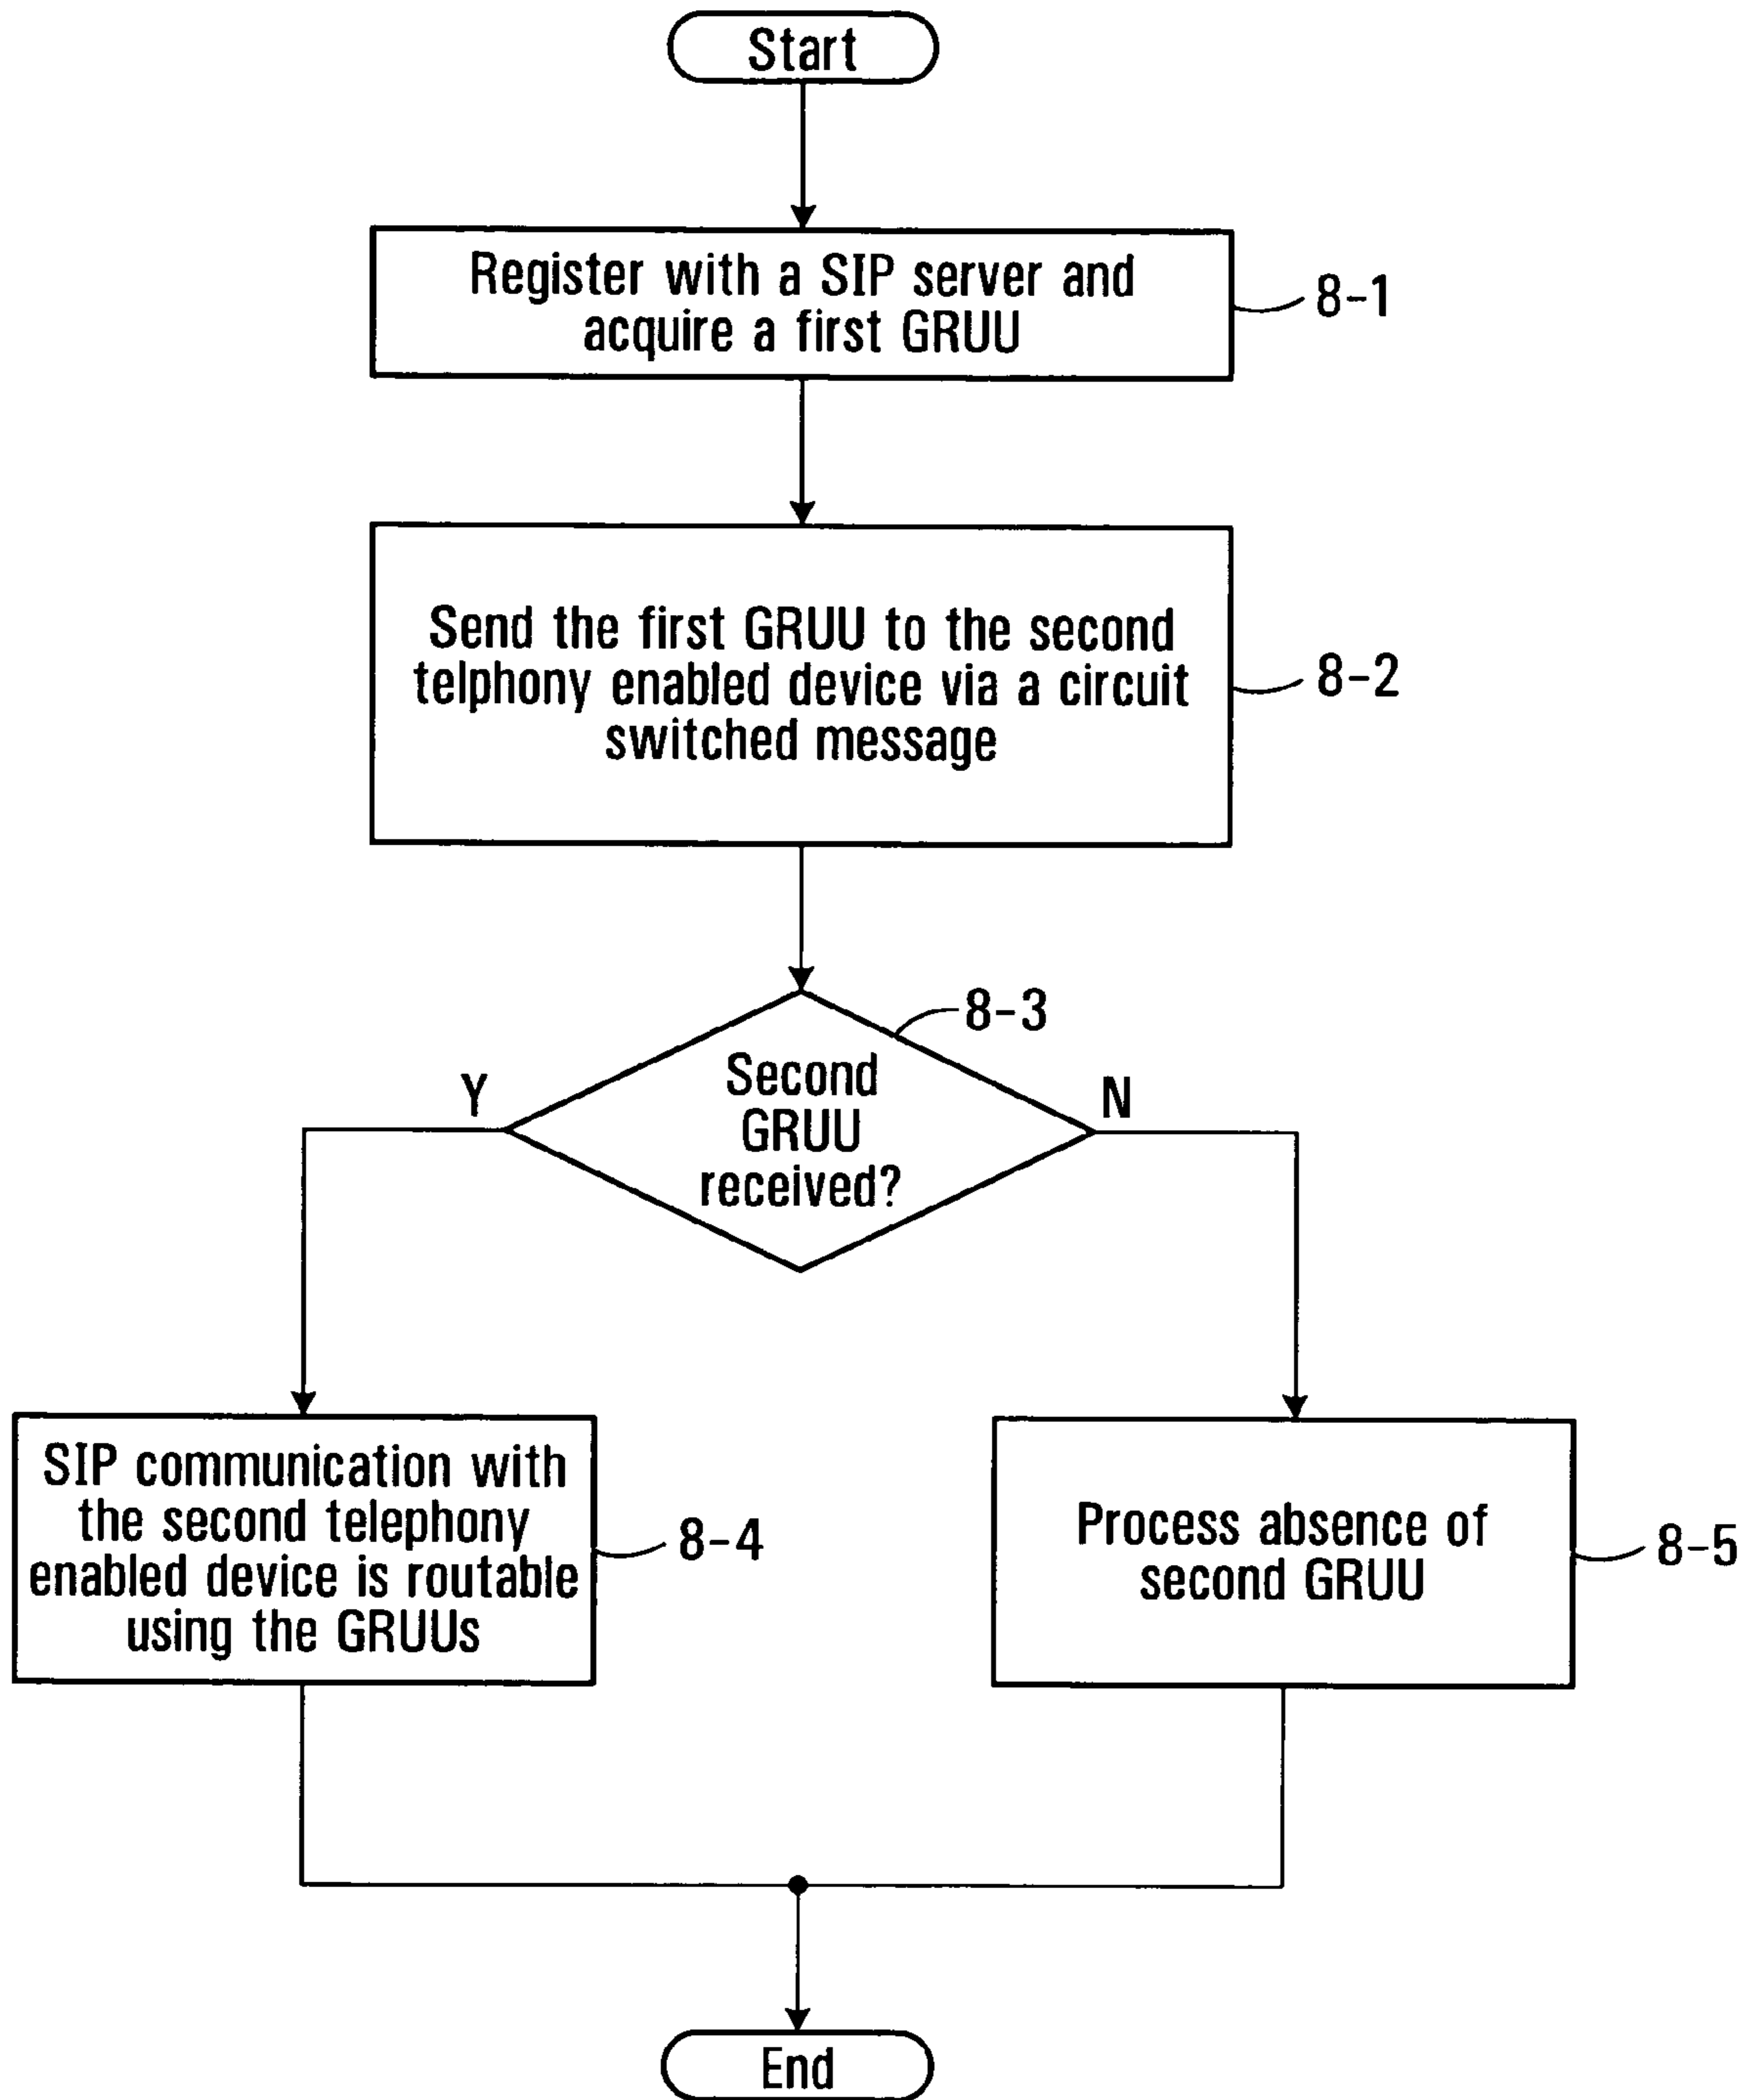 Start
Register with a SIP server and
acquire a first GRUU
8-1
Send the first GRUU to the second
telphony enabled device via a circuit
switched message
8-2
8-3
Second
GRUU
received?
Y
N
SIP communication with
the second telephony
enabled device is routable
using the GRUUs
8-4
Process absence of
second GRUU
8-5
End